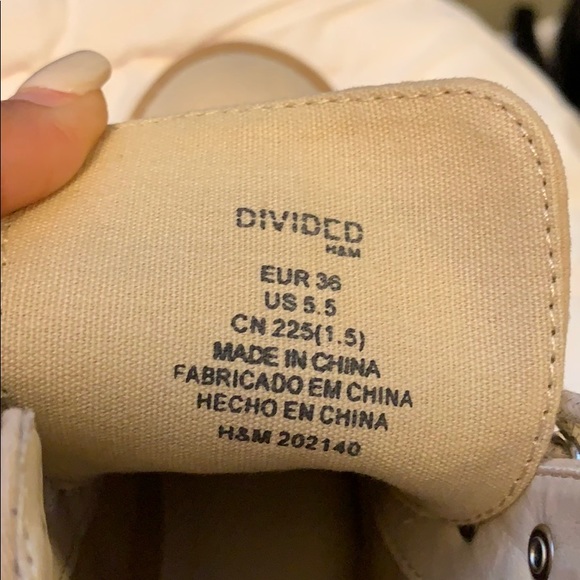 DIVIDED
H&M
EUR 36
US 5.5
CN 225(1.5)
MADE IN CHINA
FABRICADO EM CHINA
HECHO EN CHINA
H&M 202140